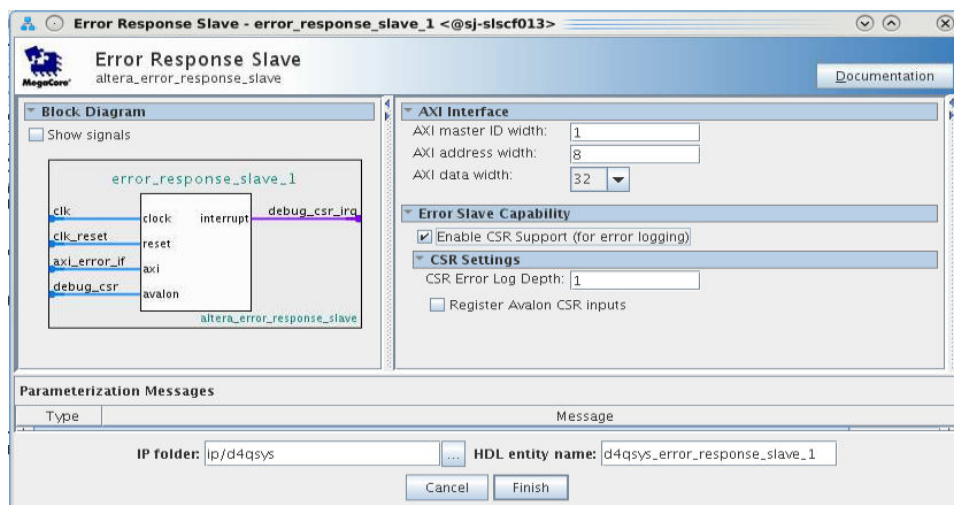 Error Response Slave - error_response_slave_1 <@sj-slscf013>
Error Response Slave
altera_error_response_slave
MegaCore®
Documentation
Block Diagram
Show signals
error_response_slave_1
clk
clock
interrupt
debug_csr_irq
clk_reset
reset
axi_error_if
axi
debug_csr
avalon
altera_error_response_slave
AXI Interface
AXI master ID width: 1
AXI address width: 8
AXI data width: 32
Error Slave Capability
Enable CSR Support (for error logging)
CSR Settings
CSR Error Log Depth: 1
Register Avalon CSR inputs
Parameterization Messages
Type Message
IP folder: ip/d4qsys ... HDL entity name: d4qsys_error_response_slave_1
Cancel Finish